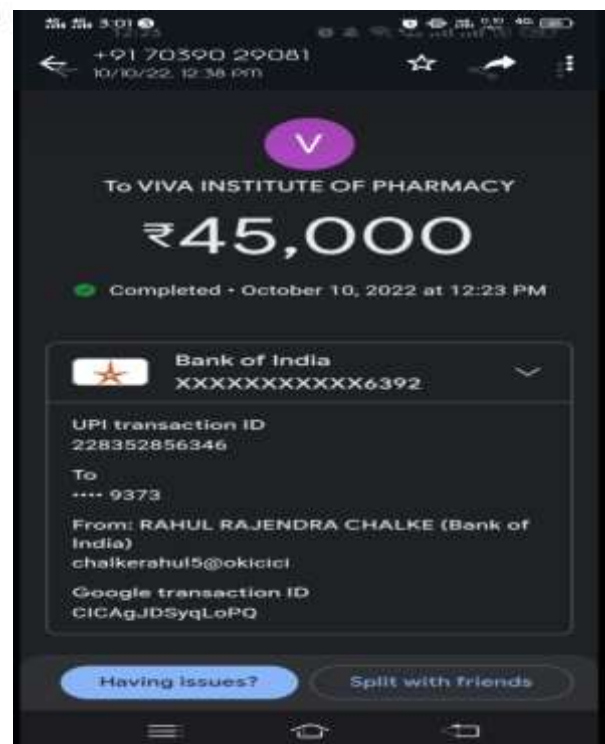 3:01
+91 70390 29081
10/10/22, 12:38 PM
V
To VIVA INSTITUTE OF PHARMACY
₹45,000
Completed • October 10, 2022 at 12:23 PM
Bank of India
XXXXXXXXXXX6392
UPI transaction ID
228352856346
To
•••• 9373
From: RAHUL RAJENDRA CHALKE (Bank of
India)
chalkerahul5@okicici
Google transaction ID
CICAgJDSyqLoPQ
Having issues?
Split with friends